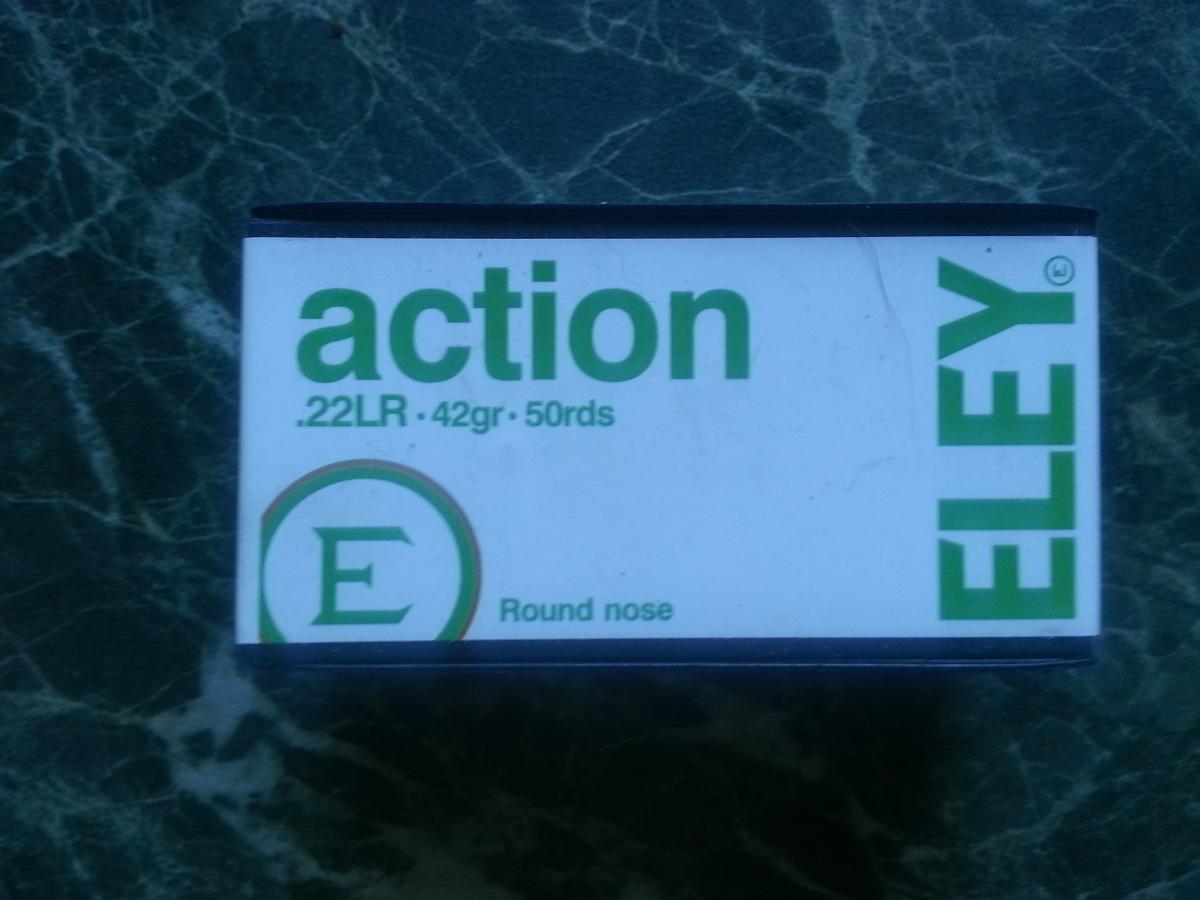 action
.22LR • 42gr • 50rds
E
Round nose
ELEY